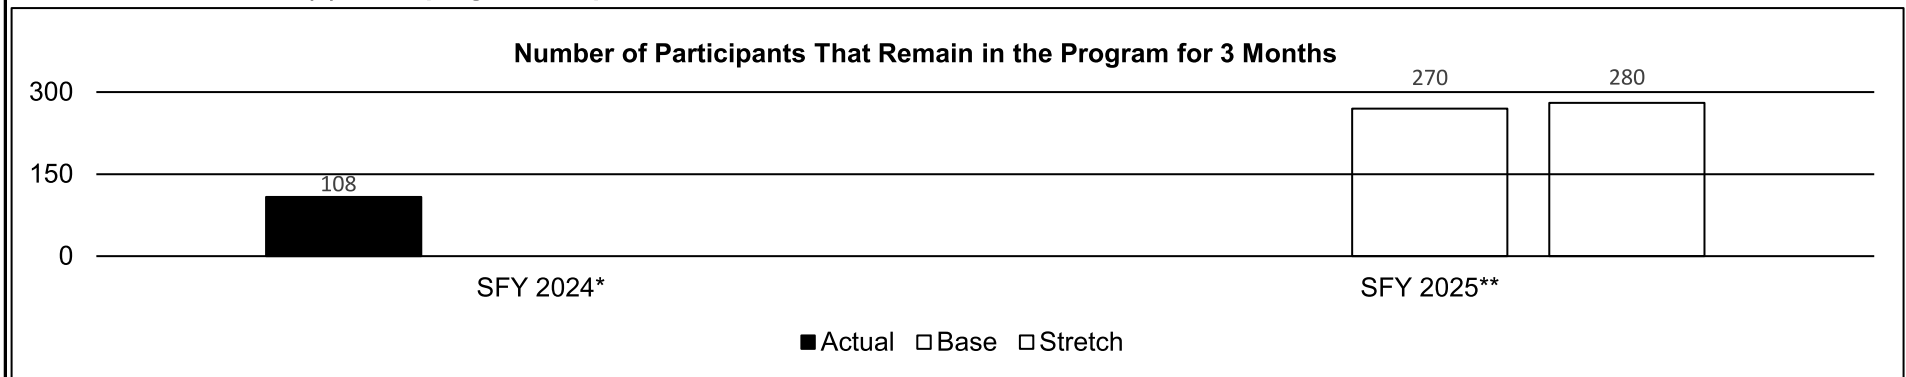 Number of Participants That Remain in the Program for 3 Months
270 280
300
150
108
0
SFY 2024* SFY 2025**
Actual Base Stretch